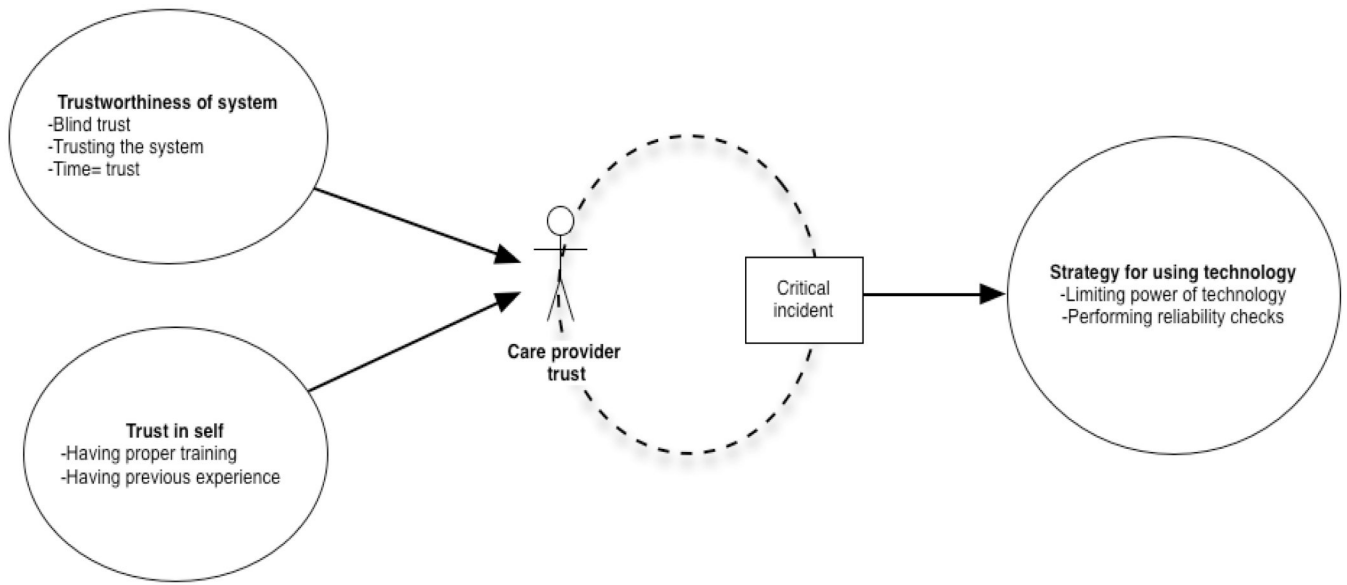 Trustworthiness of system
-Blind trust
-Trusting the system
-Time= trust
Trust in self
-Having proper training
-Having previous experience
Care provider
trust
Critical
incident
Strategy for using technology
-Limiting power of technology
-Performing reliability checks